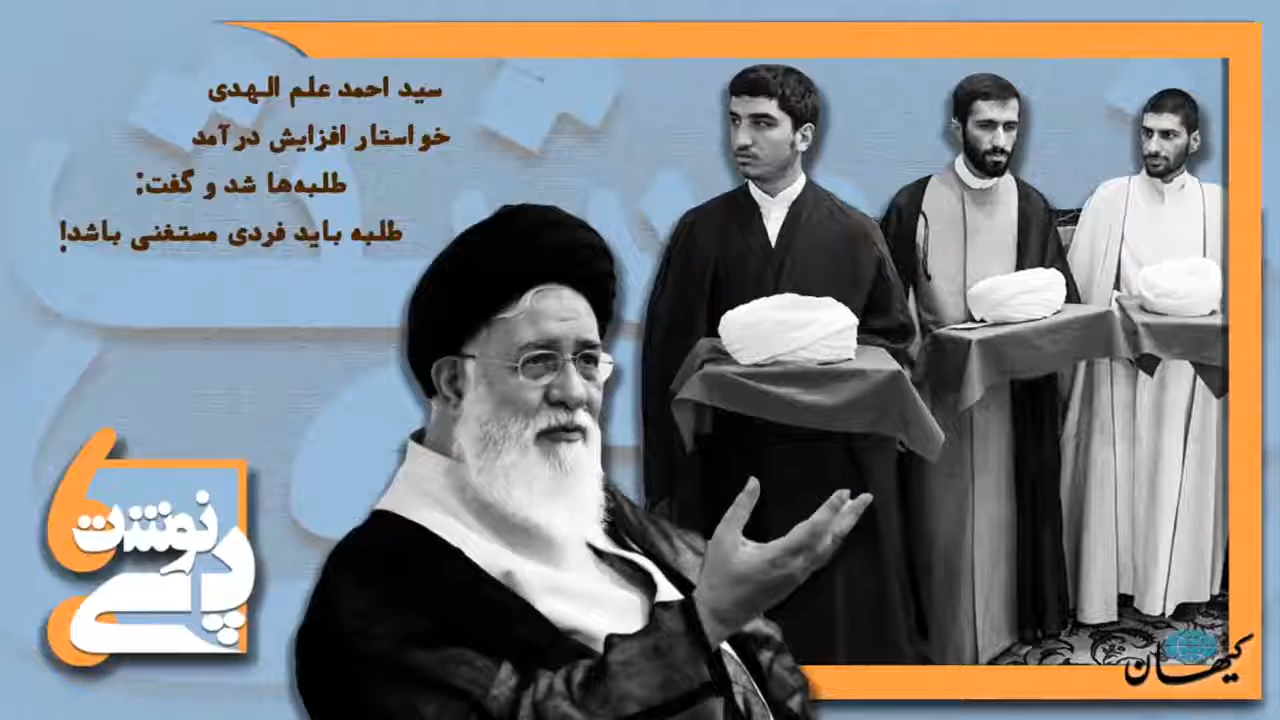 سید احمد علم الهدی
خواستار افزایش درآمد
طلبه‌ها شد و گفت:
طلبه باید فردی مستغنی باشد!
پی نوشت
کیهان